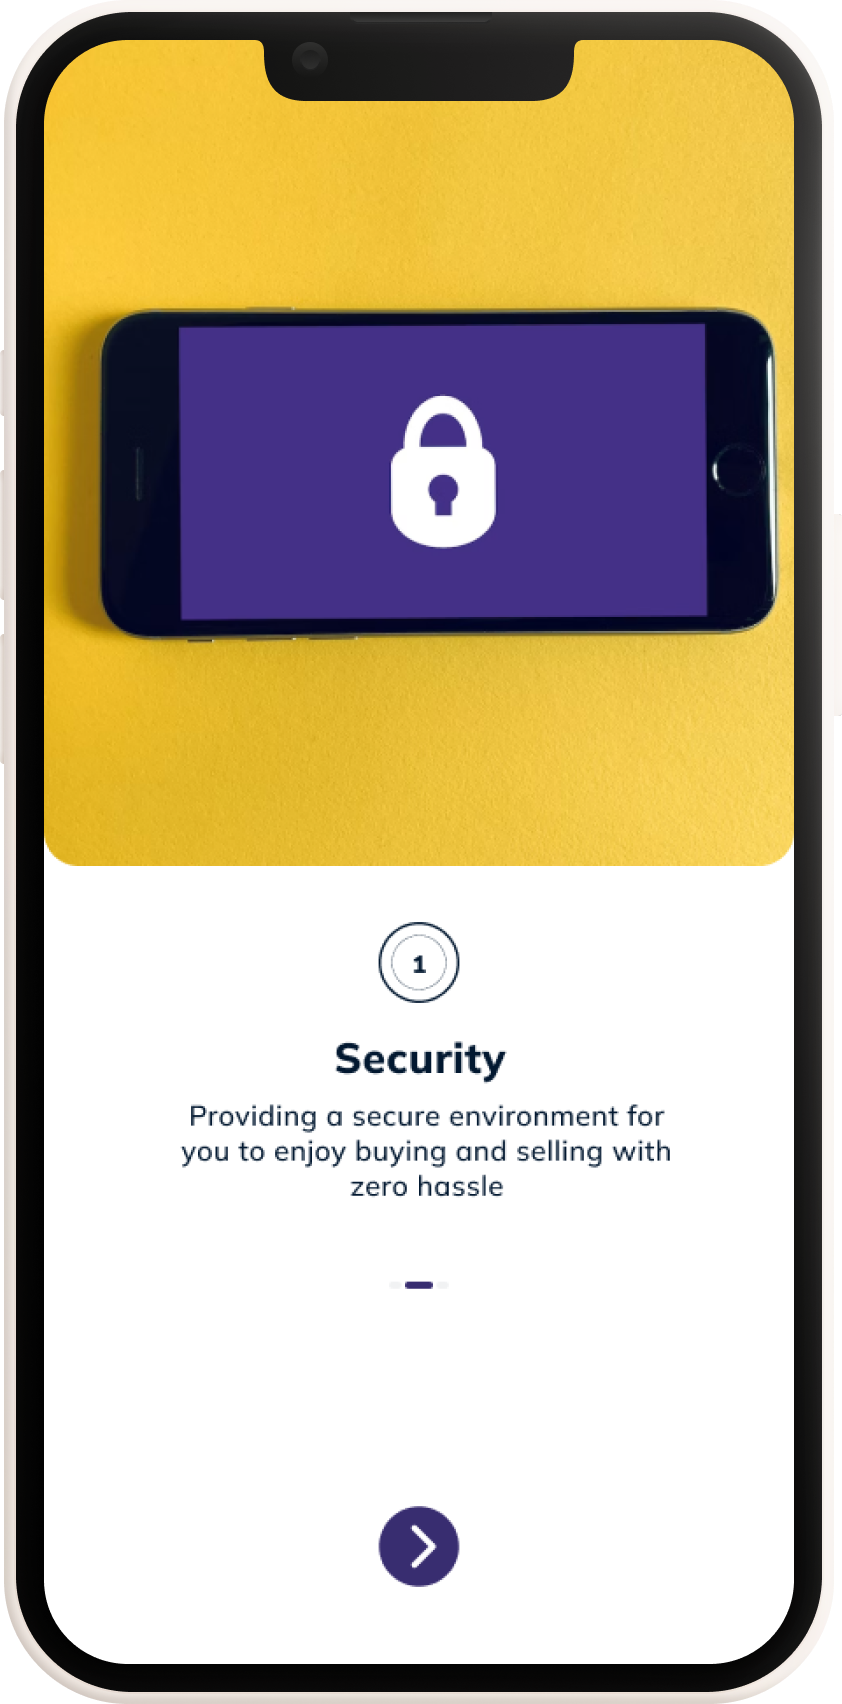 1
Security
Providing a secure environment for
you to enjoy buying and selling with
zero hassle